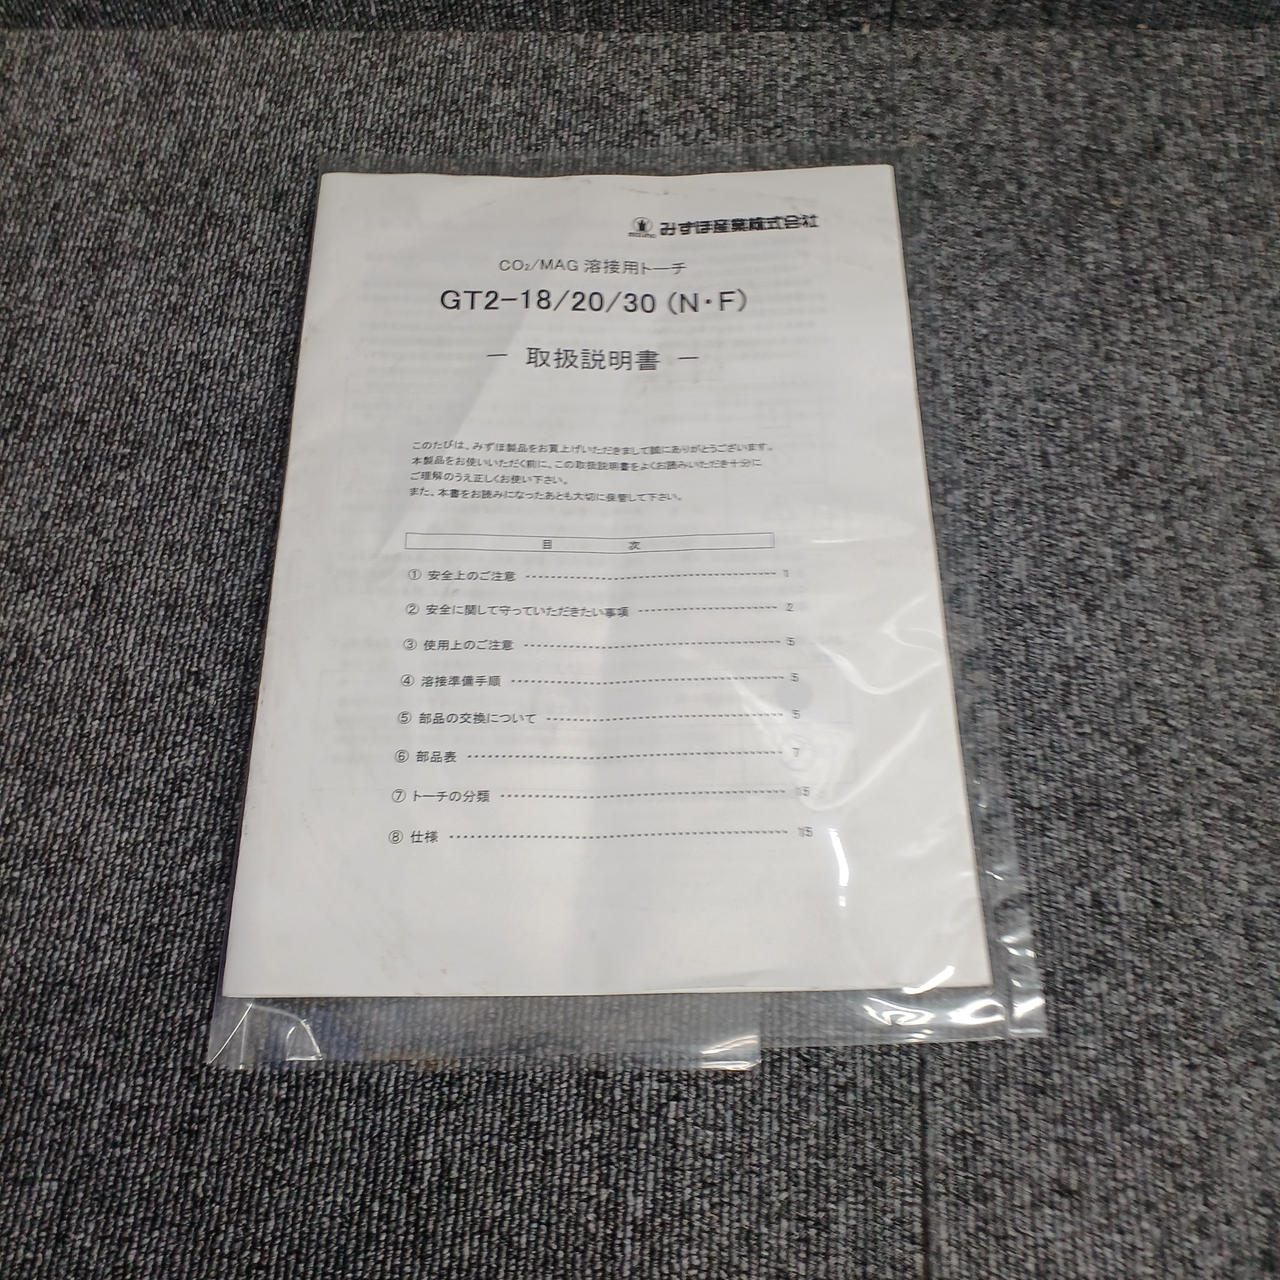 みずほ産業株式会社
CO₂/MAG 溶接用トーチ
GT2-18/20/30 (N・F)
― 取扱説明書 ―
このたびは、みずほ製品をお買上げいただきまして誠にありがとうございます。
本製品をお使いいただく前に、この取扱説明書をよくお読みいただき十分に
ご理解のうえ正しくお使い下さい。
また、本書をお読みになったあとも大切に保管して下さい。
目 次
① 安全上のご注意 ……………………………… 1
② 安全に関して守っていただきたい事項 ……………… 2
③ 使用上のご注意 ……………………………… 5
④ 溶接準備手順 ……………………………… 5
⑤ 部品の交換について ……………………………… 5
⑥ 部品表 ……………………………… 7
⑦ トーチの分類 ……………………………… 15
⑧ 仕様 ……………………………… 15